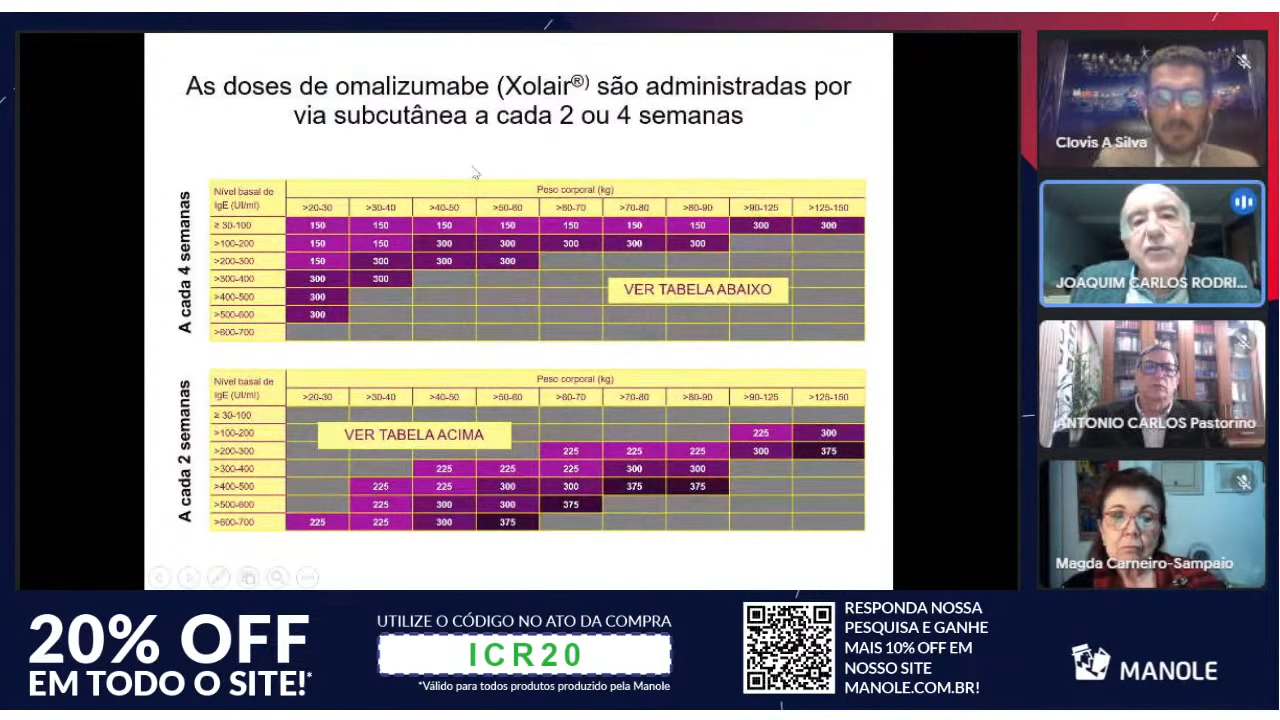 As doses de omalizumabe (Xolair®) são administradas por
via subcutânea a cada 2 ou 4 semanas
A cada 4 semanas
Nível basal de
IgE (UI/ml)
Peso corporal (kg)
>20-30 >30-40 >40-50 >50-60 >60-70 >70-80 >80-90 >90-125 >125-150
≥ 30-100 150 150 150 150 150 150 150 300 300
>100-200 150 150 300 300 300 300 300
>200-300 150 300 300 300
>300-400 300 300
>400-500 300
>500-600 300
>600-700
VER TABELA ABAIXO
A cada 2 semanas
Nível basal de
IgE (UI/ml)
Peso corporal (kg)
>20-30 >30-40 >40-50 >50-60 >60-70 >70-80 >80-90 >90-125 >125-150
≥ 30-100
>100-200 225 300
>200-300 225 225 225 300 375
>300-400 225 225 225 300 300
>400-500 225 225 300 300 375 375
>500-600 225 300 300 375
>600-700 225 225 300 375
VER TABELA ACIMA
Clovis A Silva
JOAQUIM CARLOS RODRI...
ANTONIO CARLOS Pastorino
Magda Carneiro-Sampaio
20% OFF
EM TODO O SITE!*
UTILIZE O CÓDIGO NO ATO DA COMPRA
ICR20
*Válido para todos produtos produzido pela Manole
RESPONDA NOSSA
PESQUISA E GANHE
MAIS 10% OFF EM
NOSSO SITE
MANOLE.COM.BR!
MANOLE